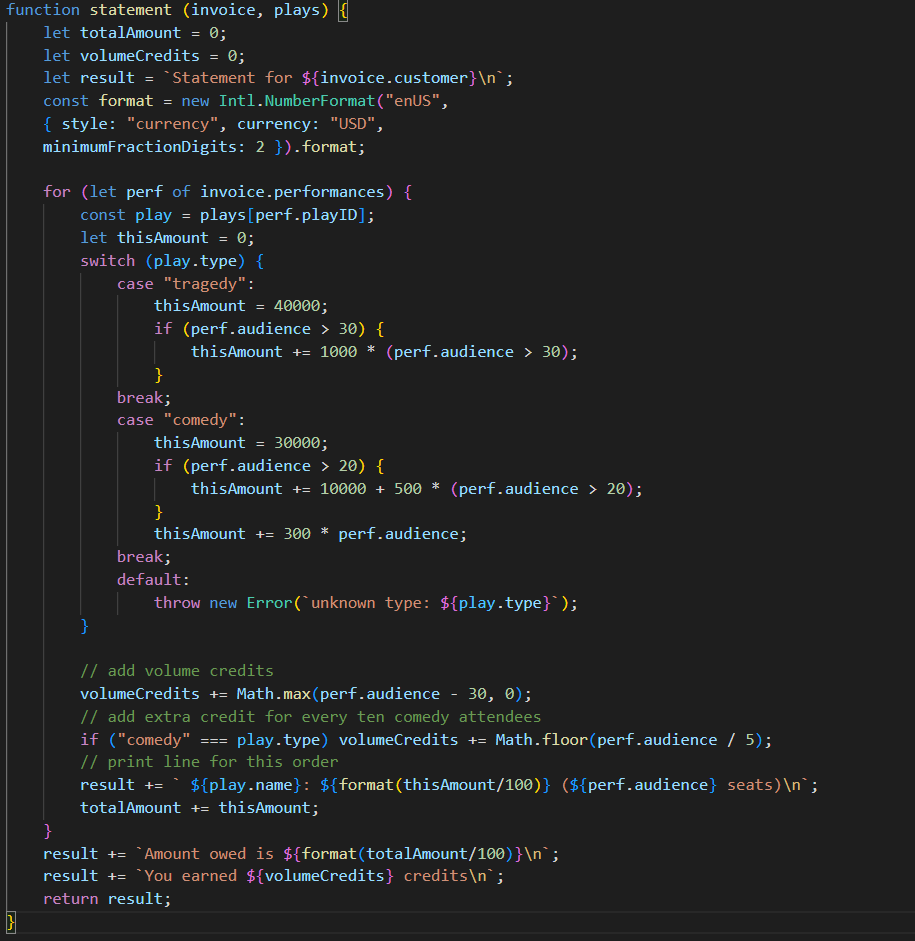 function statement (invoice, plays) {
    let totalAmount = 0;
    let volumeCredits = 0;
    let result = `Statement for ${invoice.customer}\n`;
    const format = new Intl.NumberFormat("enUS",
    { style: "currency", currency: "USD",
    minimumFractionDigits: 2 }).format;

    for (let perf of invoice.performances) {
        const play = plays[perf.playID];
        let thisAmount = 0;
        switch (play.type) {
            case "tragedy":
                thisAmount = 40000;
                if (perf.audience > 30) {
                    thisAmount += 1000 * (perf.audience > 30);
                }
            break;
            case "comedy":
                thisAmount = 30000;
                if (perf.audience > 20) {
                    thisAmount += 10000 + 500 * (perf.audience > 20);
                }
                thisAmount += 300 * perf.audience;
            break;
            default:
                throw new Error(`unknown type: ${play.type}`);
        }

        // add volume credits
        volumeCredits += Math.max(perf.audience - 30, 0);
        // add extra credit for every ten comedy attendees
        if ("comedy" === play.type) volumeCredits += Math.floor(perf.audience / 5);
        // print line for this order
        result += ` ${play.name}: ${format(thisAmount/100)} (${perf.audience} seats)\n`;
        totalAmount += thisAmount;
    }
    result += `Amount owed is ${format(totalAmount/100)}\n`;
    result += `You earned ${volumeCredits} credits\n`;
    return result;
}